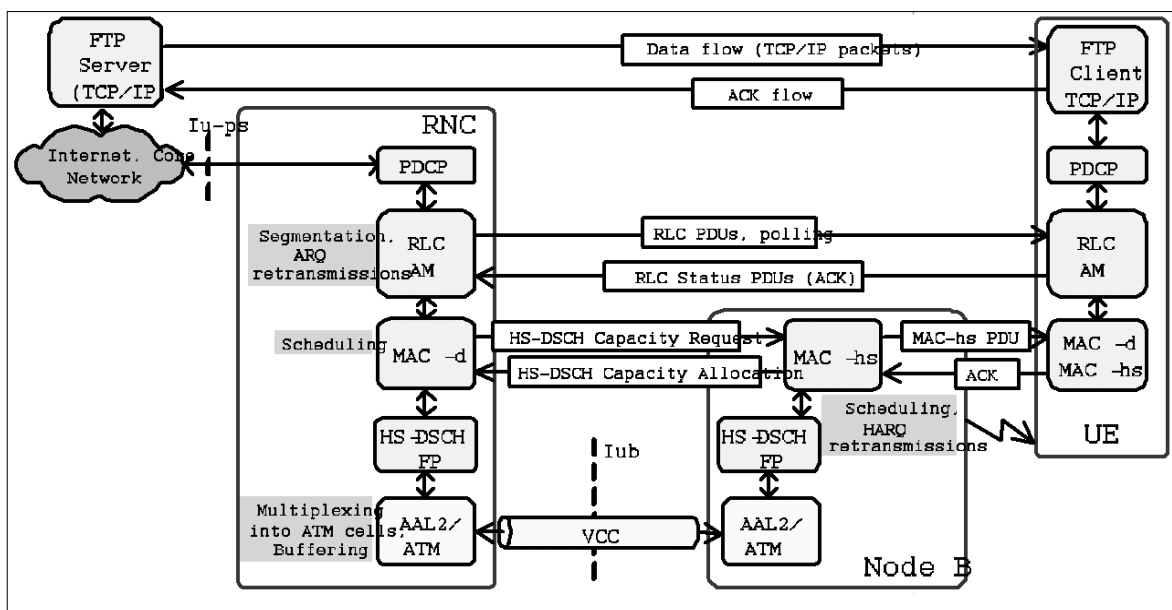 FTP
Server
(TCP/IP
Data flow (TCP/IP packets)
ACK flow
FTP
Client
TCP/IP
Iu-ps
RNC
Internet, Core
Network
PDCP
PDCP
Segmentation,
ARQ
retransmissions
RLC
AM
RLC PDUs, polling
RLC Status PDUs (ACK)
RLC
AM
Scheduling
MAC -d
HS-DSCH Capacity Request
HS-DSCH Capacity Allocation
MAC -hs
MAC-hs PDU
ACK
MAC -d
MAC -hs
Scheduling,
HARQ
retransmissions
UE
HS-DSCH
FP
Iub
HS-DSCH
FP
Multiplexing
into ATM cells,
Buffering
AAL2/
ATM
VCC
AAL2/
ATM
Node B